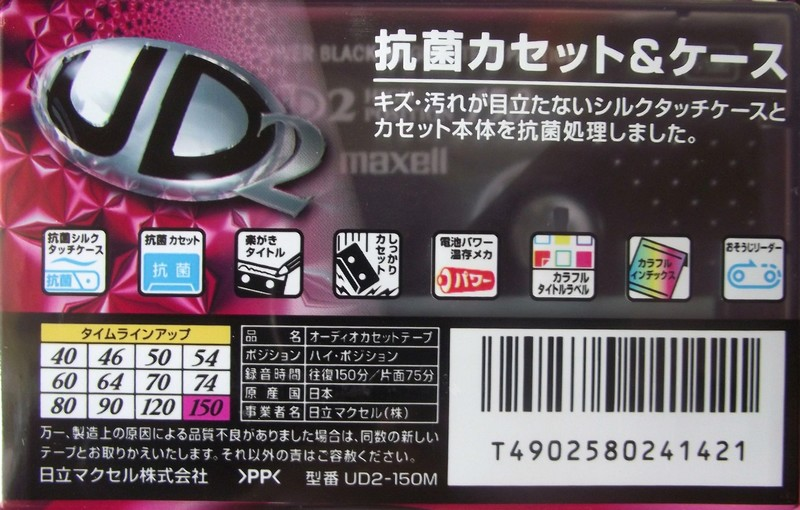 抗菌カセット&ケース
キズ・汚れが目立たないシルクタッチケースと
カセット本体を抗菌処理しました。
UD2
maxell
抗菌シルク
タッチケース
抗菌
抗菌カセット
抗菌
楽がき
タイトル
しっかり
カセット
電池パワー
温存メカ
パワー
カラフル
タイトルラベル
カラフル
インデックス
おそうじリーダー
タイムラインアップ
40 46 50 54
60 64 70 74
80 90 120 150
品名 オーディオカセットテープ
ポジション ハイ・ポジション
録音時間 往復150分/片面75分
原産国 日本
事業者名 日立マクセル(株)
万一、製造上の原因による品質不良がありました場合は、同数の新しい
テープとお取りかえいたします。それ以外の責はご容赦ください。
日立マクセル株式会社 >PP< 型番 UD2-150M
T4902580241421